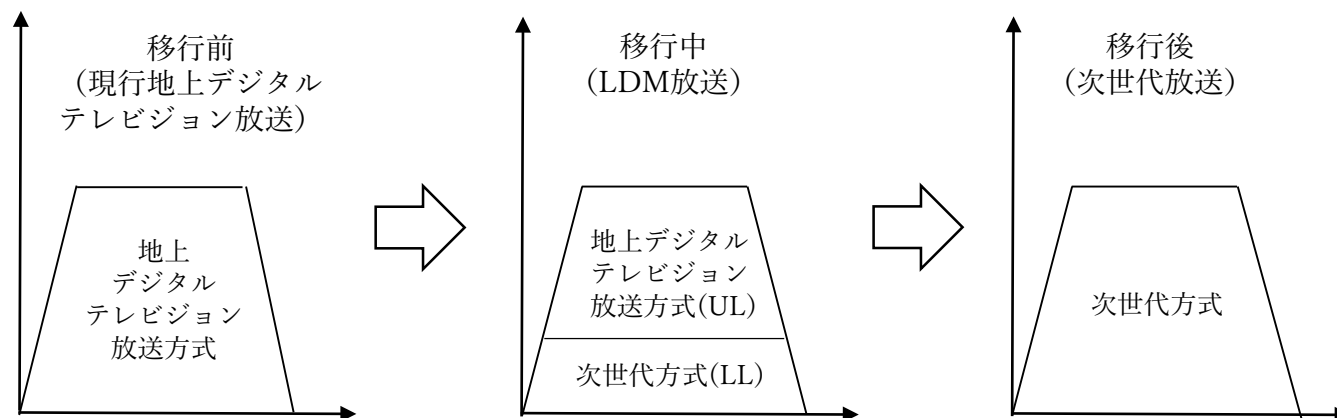 移行前
（現行地上デジタル
テレビジョン放送）
地上
デジタル
テレビジョン
放送方式
移行中
（LDM放送）
地上デジタル
テレビジョン
放送方式(UL)
次世代方式(LL)
移行後
（次世代放送）
次世代方式